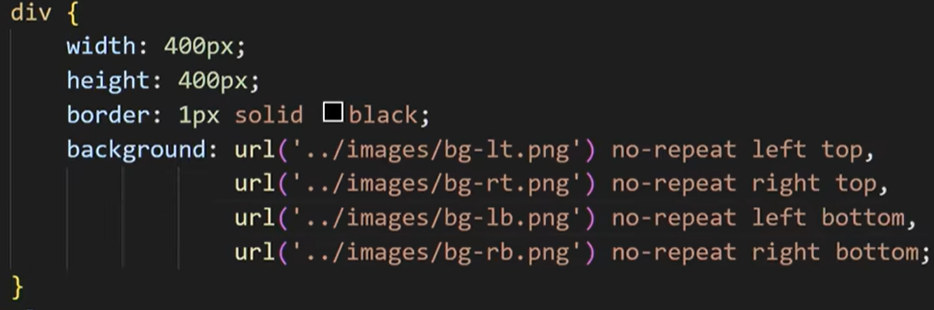 div {
    width: 400px;
    height: 400px;
    border: 1px solid black;
    background: url('../images/bg-lt.png') no-repeat left top,
                url('../images/bg-rt.png') no-repeat right top,
                url('../images/bg-lb.png') no-repeat left bottom,
                url('../images/bg-rb.png') no-repeat right bottom;
}